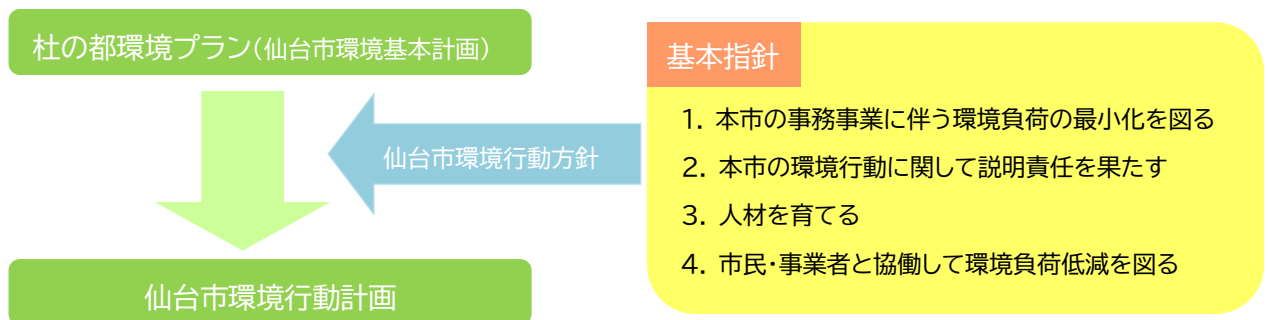 杜の都環境プラン(仙台市環境基本計画)
仙台市環境行動方針
仙台市環境行動計画
基本指針
1. 本市の事務事業に伴う環境負荷の最小化を図る
2. 本市の環境行動に関して説明責任を果たす
3. 人材を育てる
4. 市民・事業者と協働して環境負荷低減を図る